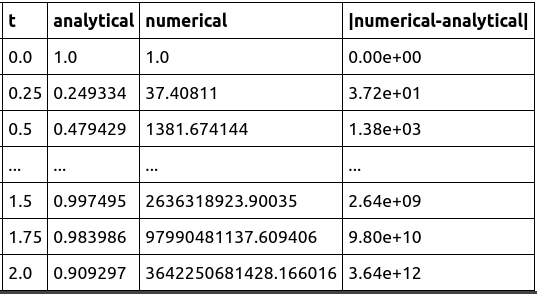 t analytical numerical |numerical-analytical|
0.0 1.0 1.0 0.00e+00
0.25 0.249334 37.40811 3.72e+01
0.5 0.479429 1381.674144 1.38e+03
... ... ... ...
1.5 0.997495 2636318923.90035 2.64e+09
1.75 0.983986 97990481137.609406 9.80e+10
2.0 0.909297 3642250681428.166016 3.64e+12